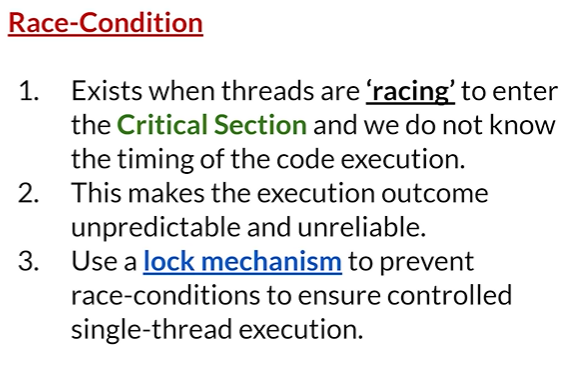 Race-Condition
1. Exists when threads are ‘racing’ to enter
the Critical Section and we do not know
the timing of the code execution.
2. This makes the execution outcome
unpredictable and unreliable.
3. Use a lock mechanism to prevent
race-conditions to ensure controlled
single-thread execution.